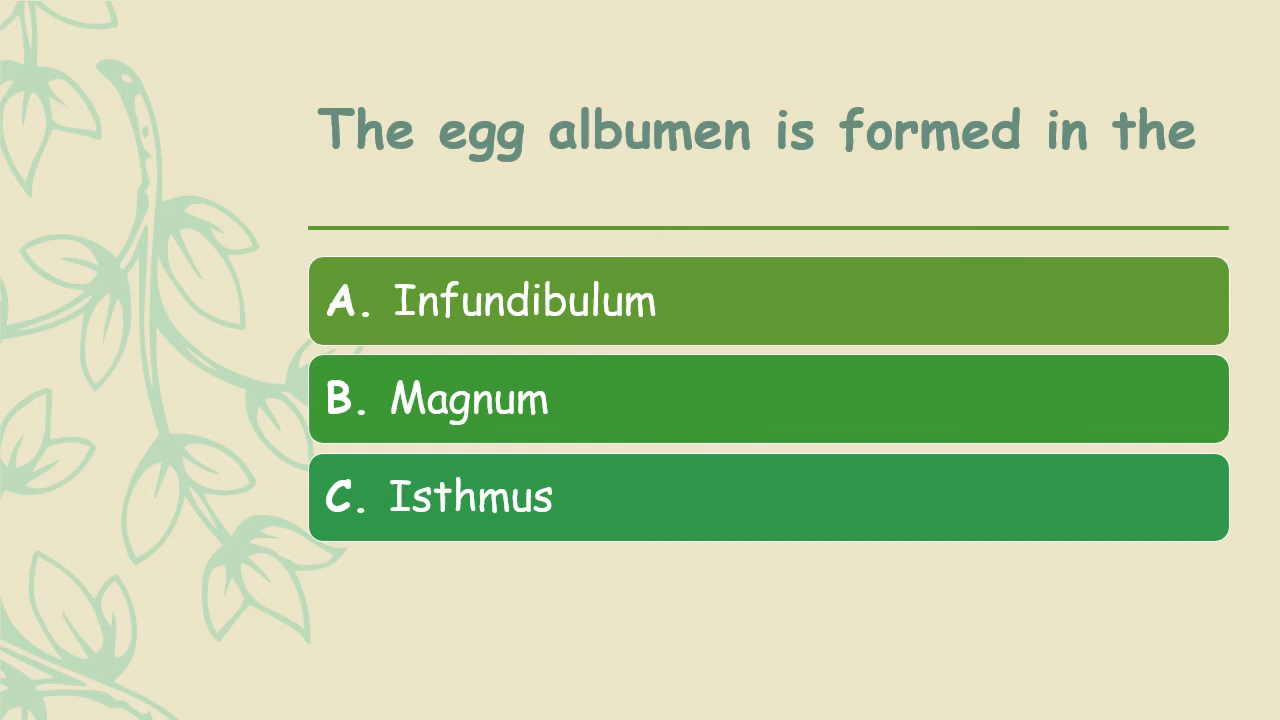 The egg albumen is formed in the
A. Infundibulum
B. Magnum
C. Isthmus